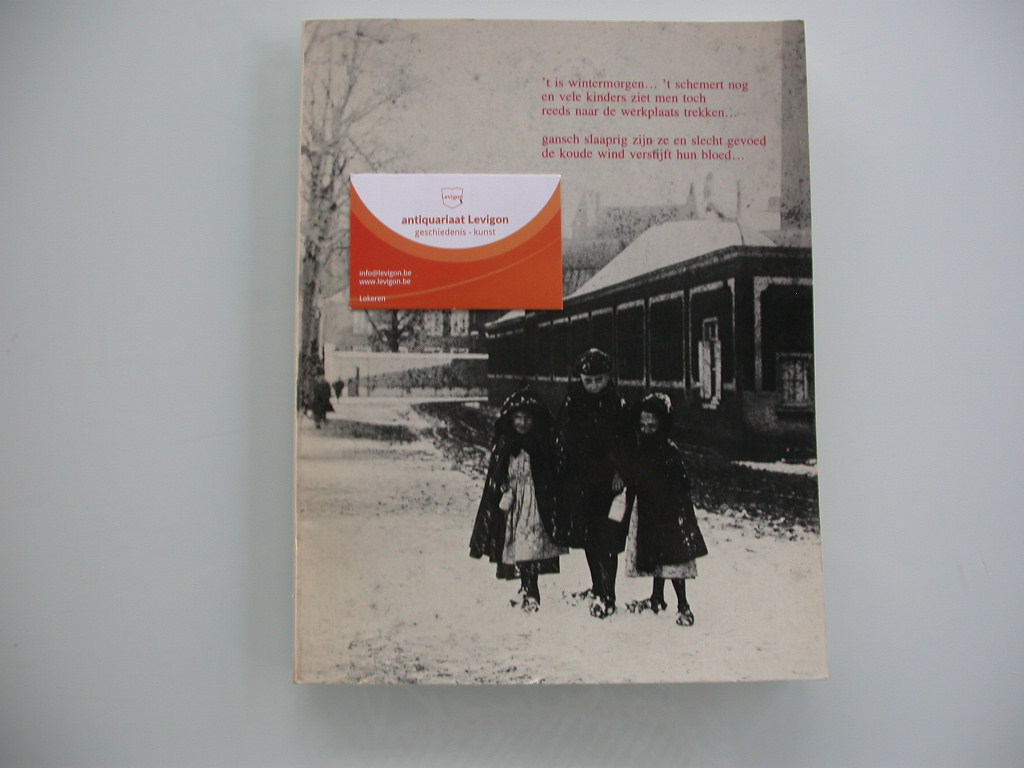 't is wintermorgen... 't schemert nog
en vele kinders ziet men toch
reeds naar de werkplaats trekken...
gansch slaaprig zijn ze en slecht gevoed
de koude wind verstijft hun bloed...
Levigon
antiquariaat Levigon
geschiedenis - kunst
info@levigon.be
www.levigon.be
Lokeren